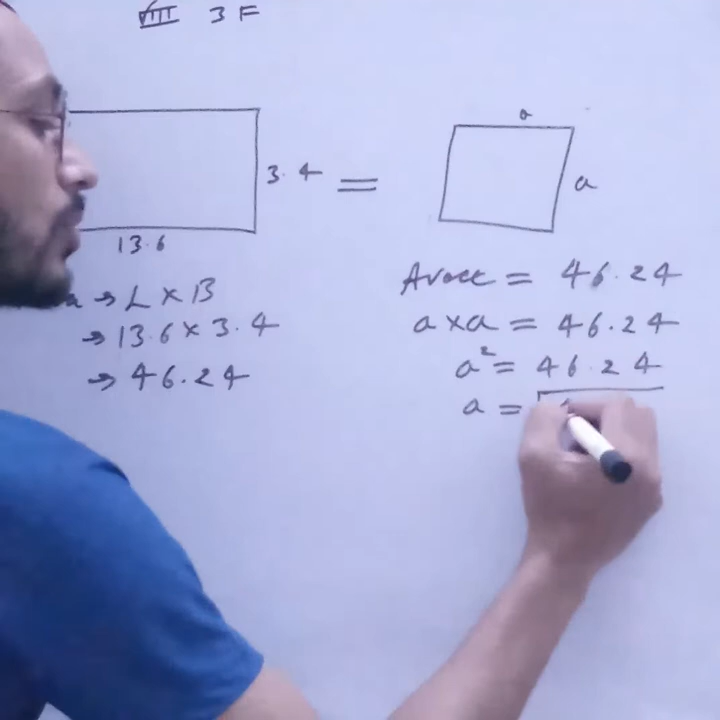 VIII 3F
3.4 =
13.6
→ L × B
→ 13.6 × 3.4
→ 46.24
a
a
= 46.24
a × a = 46.24
a² = 46.24
a = √